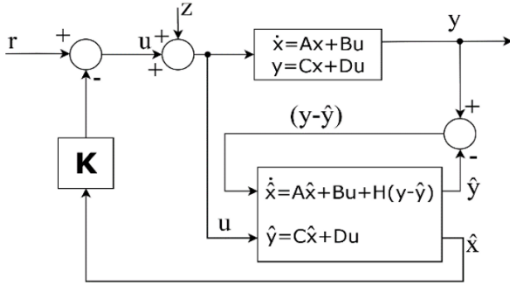 z
y
r
+
-
u
+
+
ẋ=Ax+Bu
y=Cx+Du
(y-ŷ)
+
-
K
x̂̇=Ax̂+Bu+H(y-ŷ)
ŷ
u
ŷ=Cx̂+Du
x̂